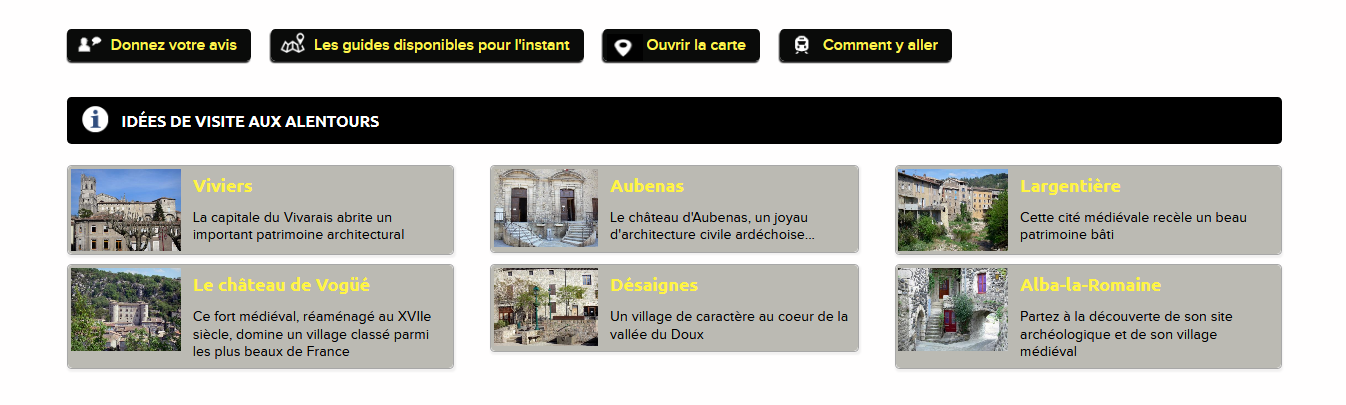 Donnez votre avis
Les guides disponibles pour l'instant
Ouvrir la carte
Comment y aller
IDÉES DE VISITE AUX ALENTOURS
Viviers
La capitale du Vivarais abrite un
important patrimoine architectural
Aubenas
Le château d'Aubenas, un joyau
d'architecture civile ardéchoise...
Largentière
Cette cité médiévale recèle un beau
patrimoine bâti
Le château de Vogüé
Ce fort médiéval, réaménagé au XVIIe
siècle, domine un village classé parmi
les plus beaux de France
Désaignes
Un village de caractère au coeur de la
vallée du Doux
Alba-la-Romaine
Partez à la découverte de son site
archéologique et de son village
médiéval